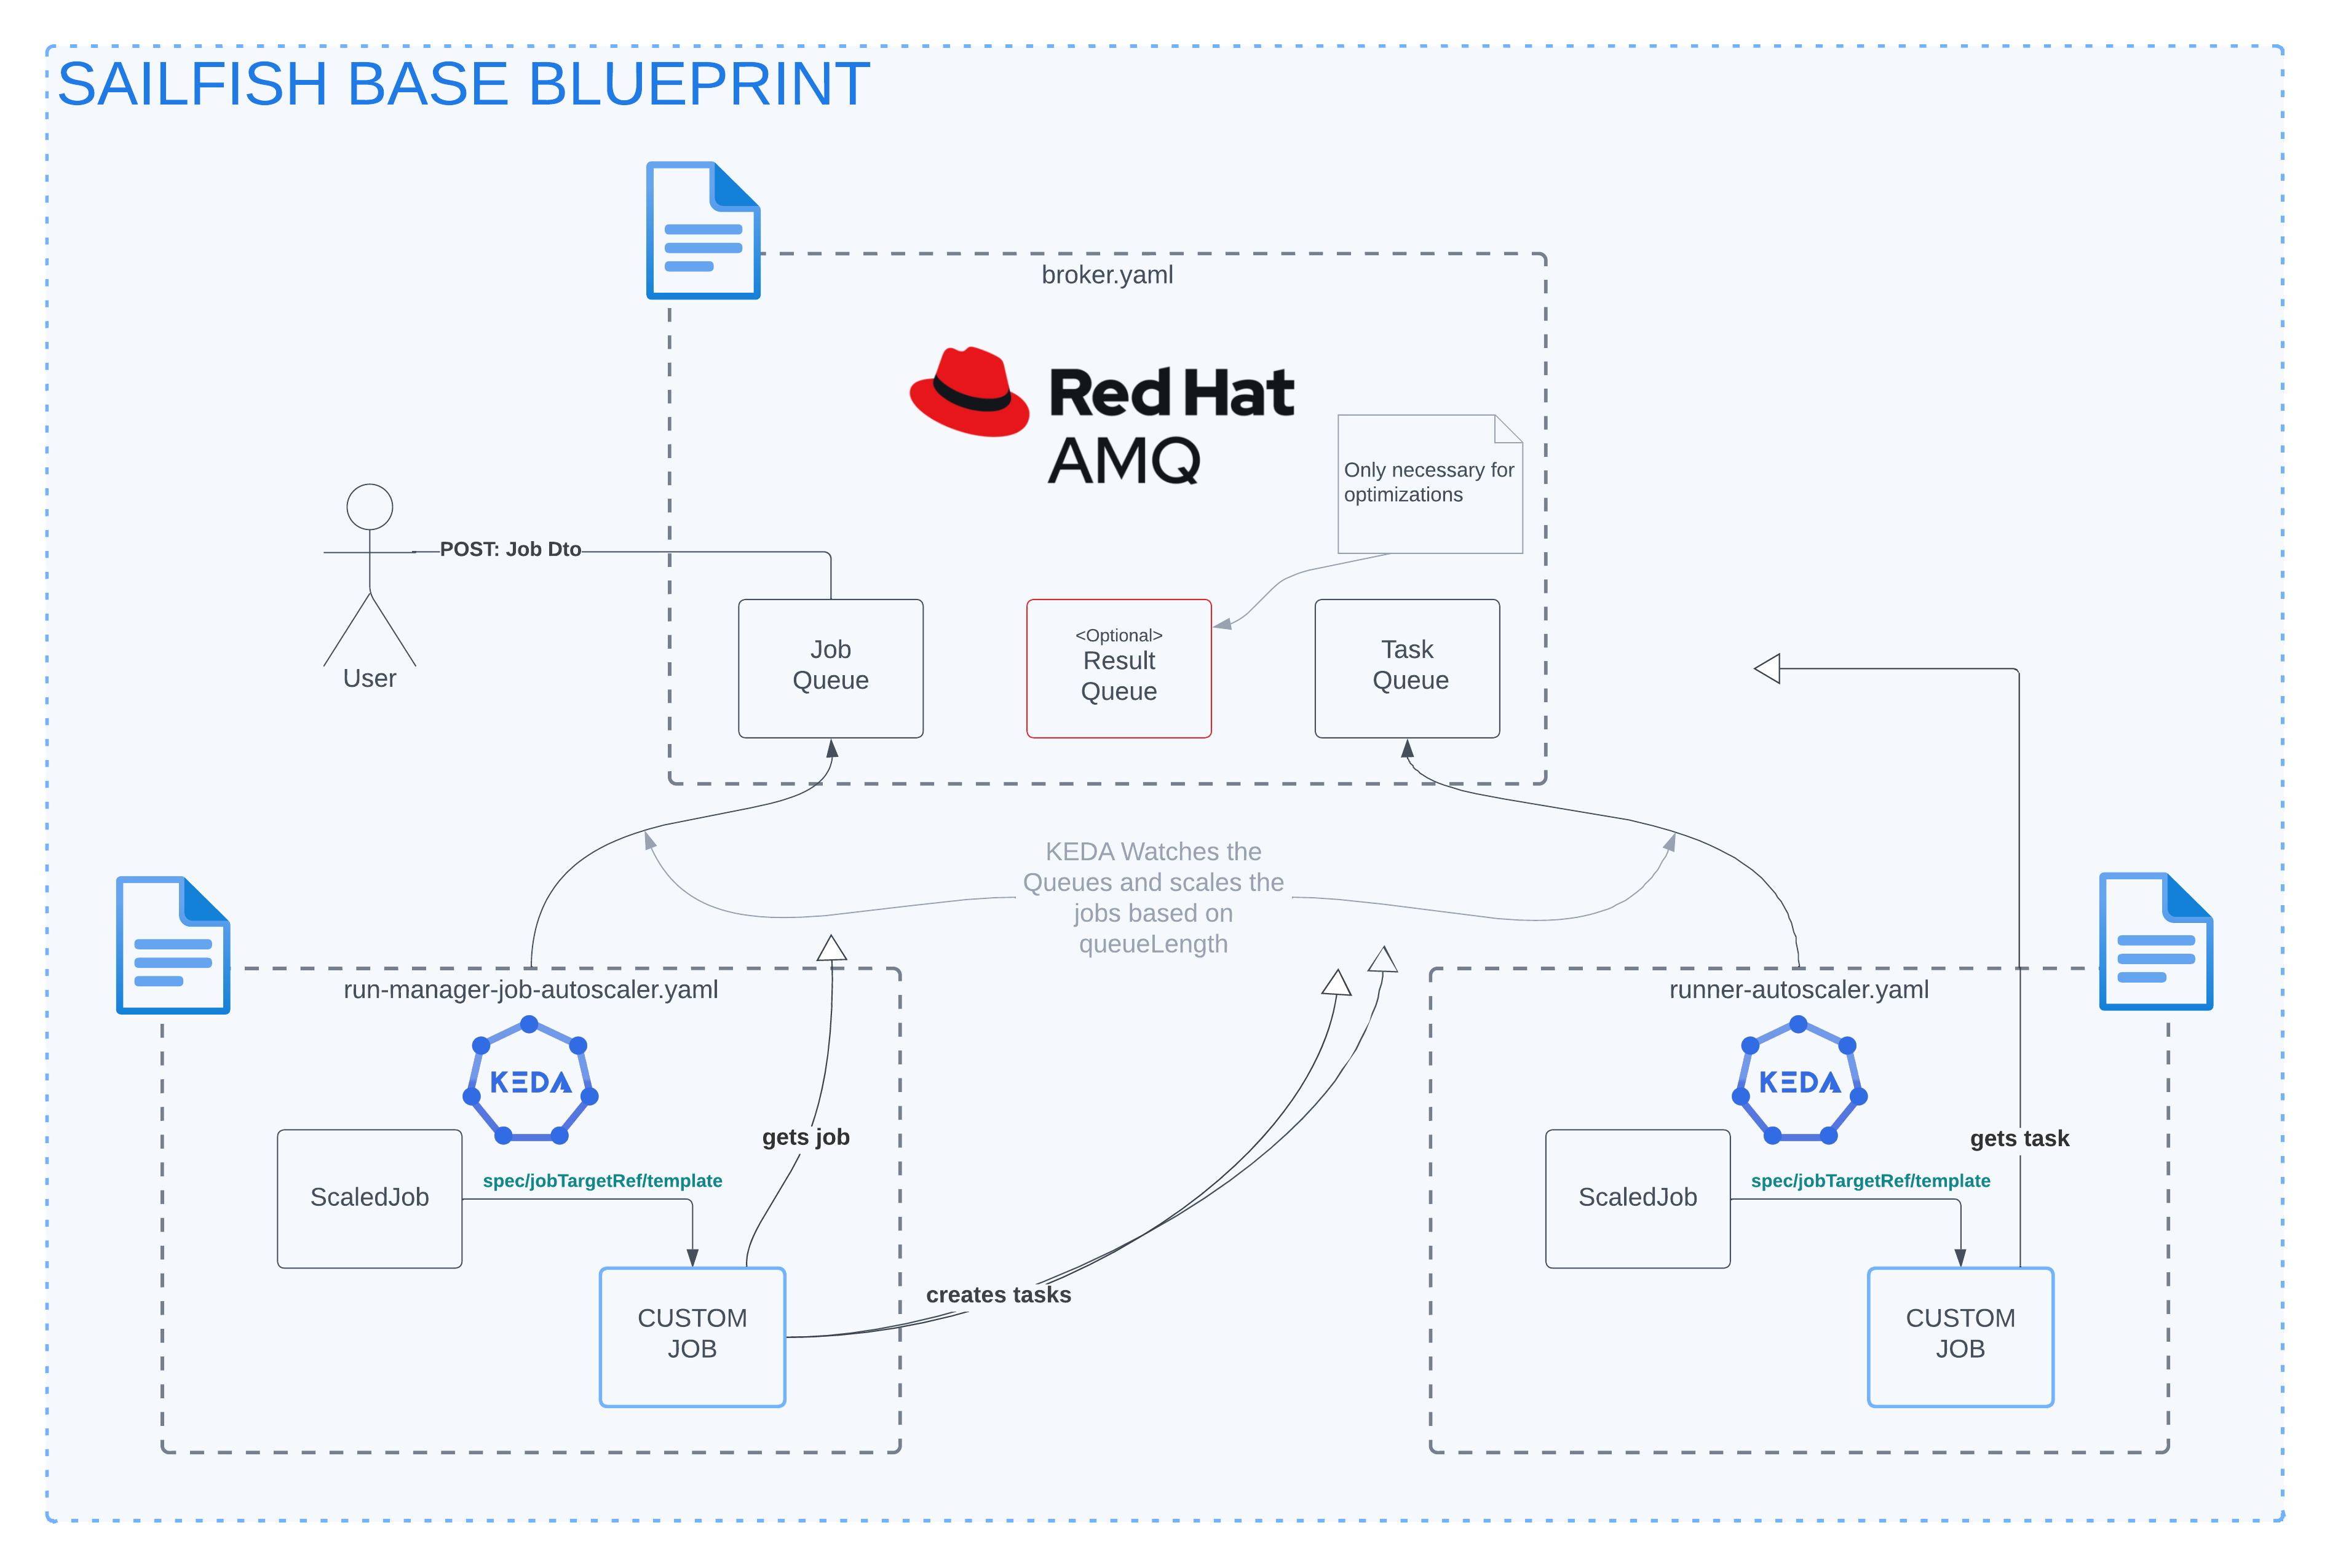 SAILFISH BASE BLUEPRINT
broker.yaml
Red Hat
AMQ
Only necessary for
optimizations
POST: Job Dto
User
Job
Queue
<Optional>
Result
Queue
Task
Queue
KEDA Watches the
Queues and scales the
jobs based on
queueLength
run-manager-job-autoscaler.yaml
KEDA
gets job
ScaledJob
spec/jobTargetRef/template
CUSTOM
JOB
creates tasks
runner-autoscaler.yaml
KEDA
gets task
ScaledJob
spec/jobTargetRef/template
CUSTOM
JOB